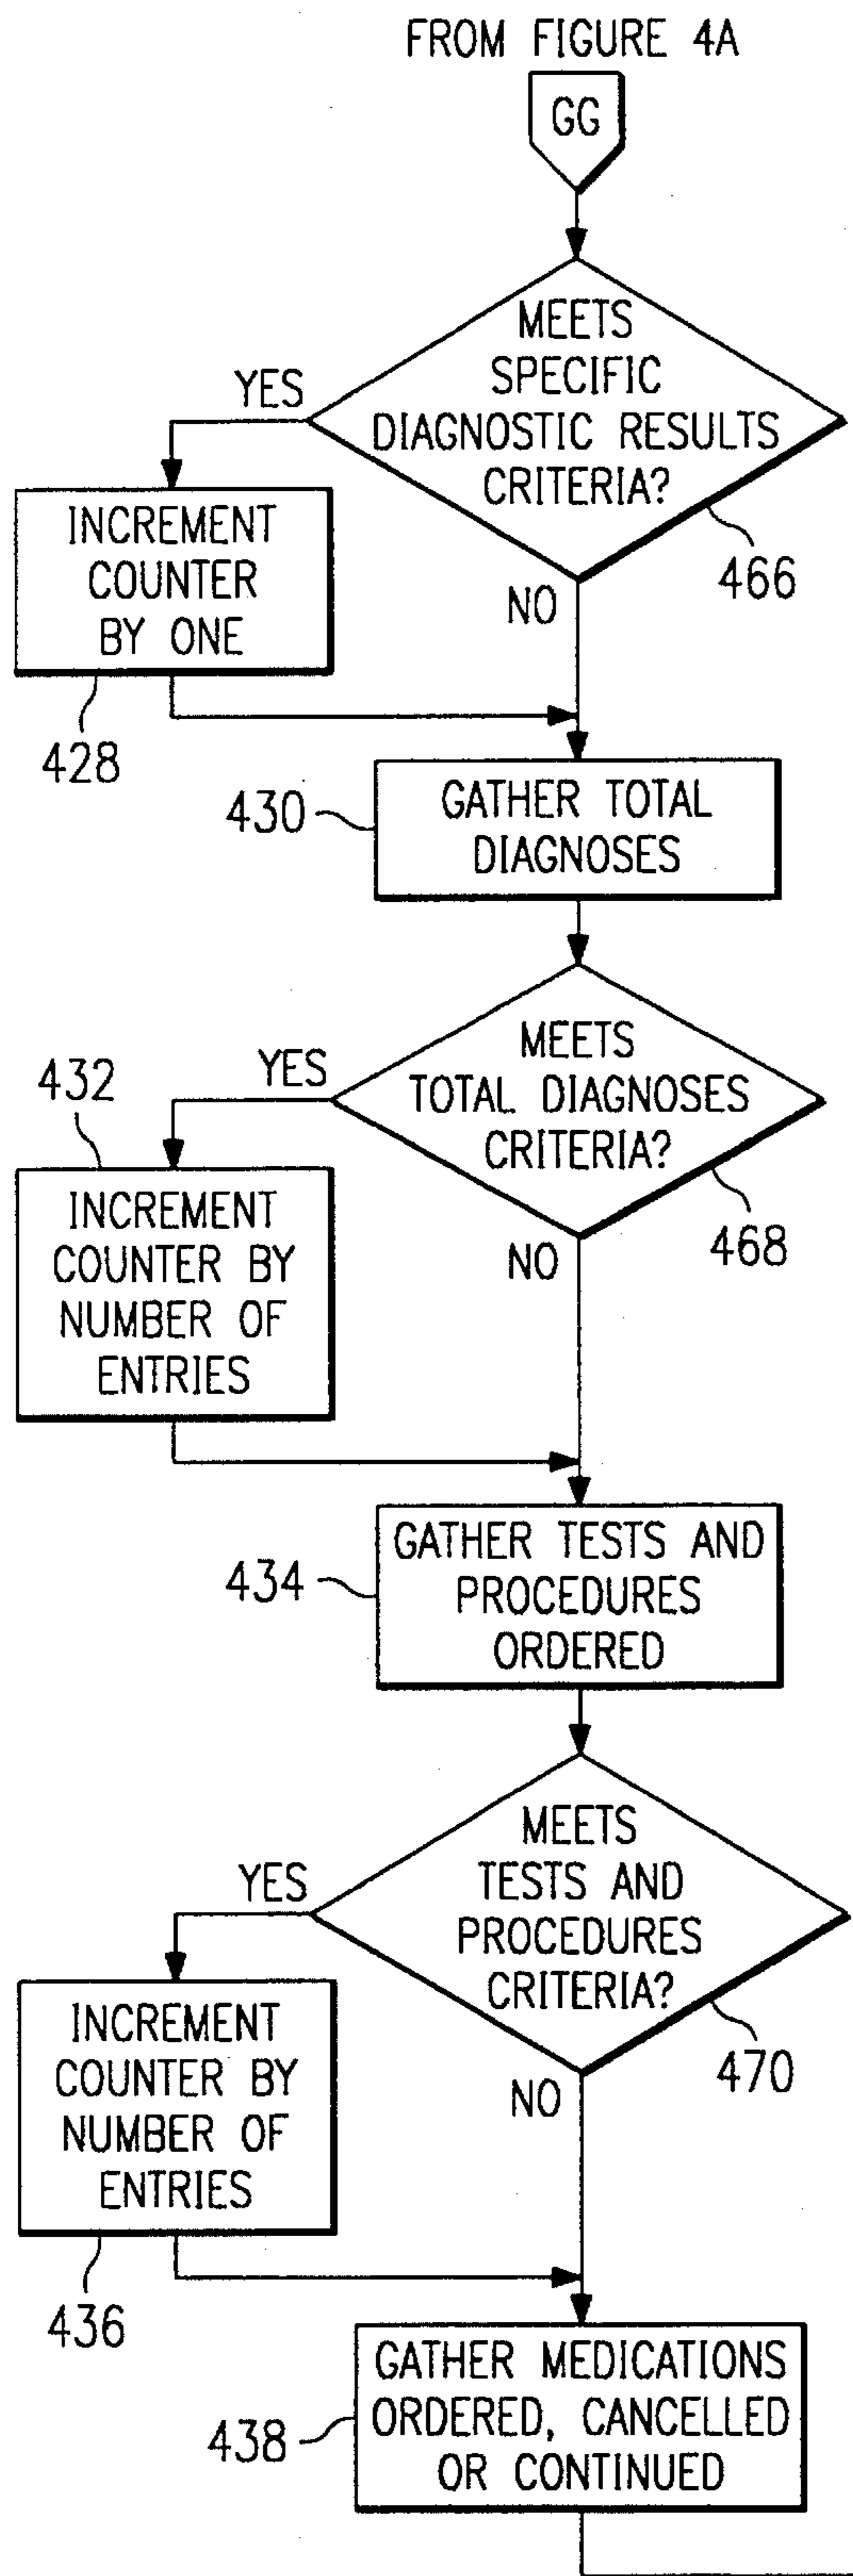 FROM FIGURE 4A
GG
MEETS
SPECIFIC
DIAGNOSTIC RESULTS
CRITERIA?
466
YES
NO
INCREMENT
COUNTER
BY ONE
428
430
GATHER TOTAL
DIAGNOSES
MEETS
TOTAL DIAGNOSES
CRITERIA?
468
YES
NO
432
INCREMENT
COUNTER BY
NUMBER OF
ENTRIES
434
GATHER TESTS AND
PROCEDURES
ORDERED
MEETS
TESTS AND
PROCEDURES
CRITERIA?
470
YES
NO
INCREMENT
COUNTER BY
NUMBER OF
ENTRIES
436
438
GATHER MEDICATIONS
ORDERED, CANCELLED
OR CONTINUED